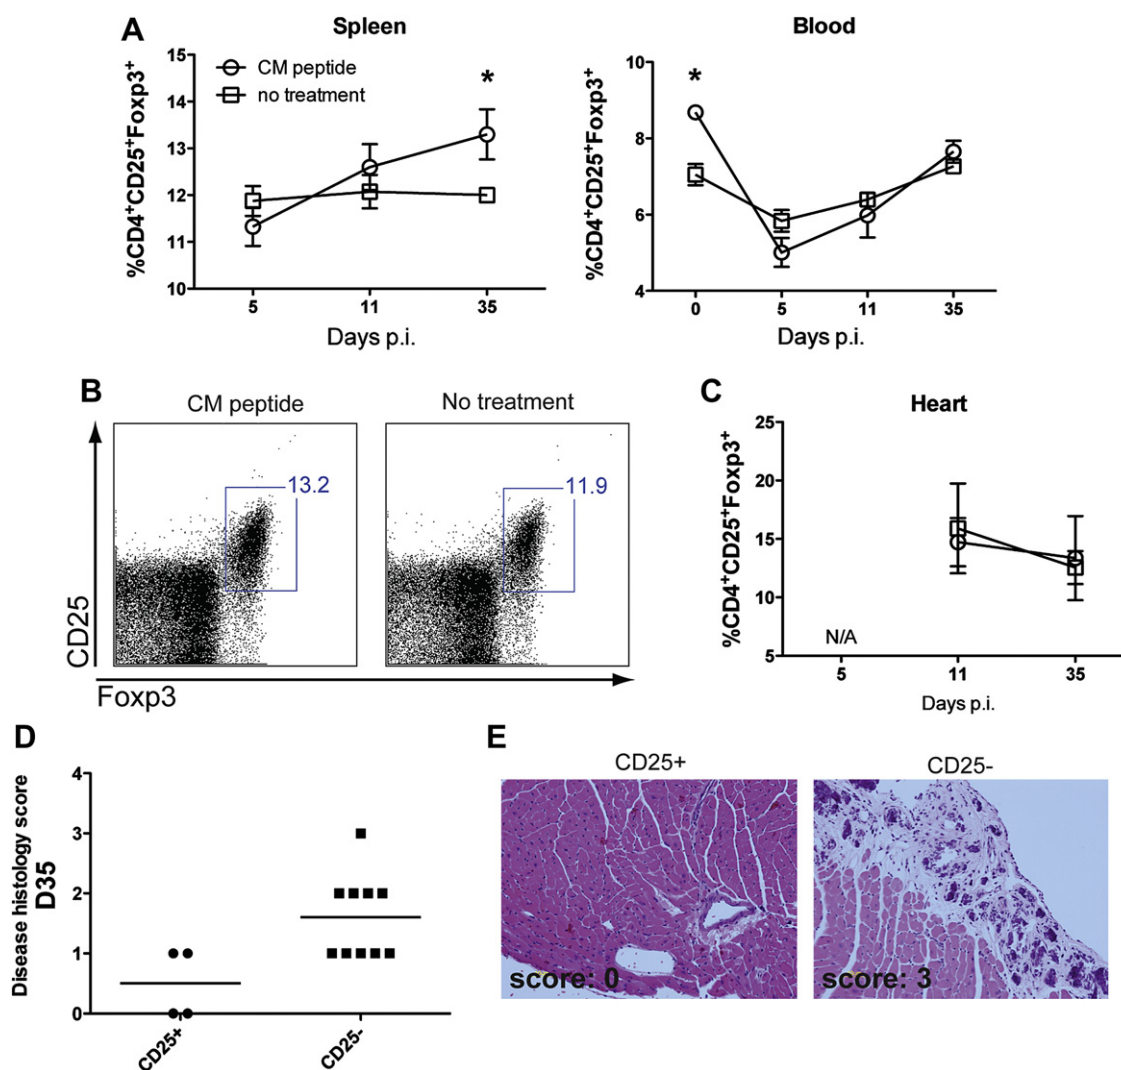 A
Spleen
%CD4+CD25+Foxp3+
15
14
13
12
11
10
CM peptide
no treatment
*
5
11
35
Days p.i.
Blood
%CD4+CD25+Foxp3+
10
8
6
4
*
0
5
11
35
Days p.i.
B
CM peptide
No treatment
13.2
11.9
CD25
Foxp3
C
Heart
%CD4+CD25+Foxp3+
25
20
15
10
5
N/A
5
11
35
Days p.i.
D
Disease histology score
D35
4
3
2
1
0
CD25+
CD25-
E
CD25+
CD25-
score: 0
score: 3